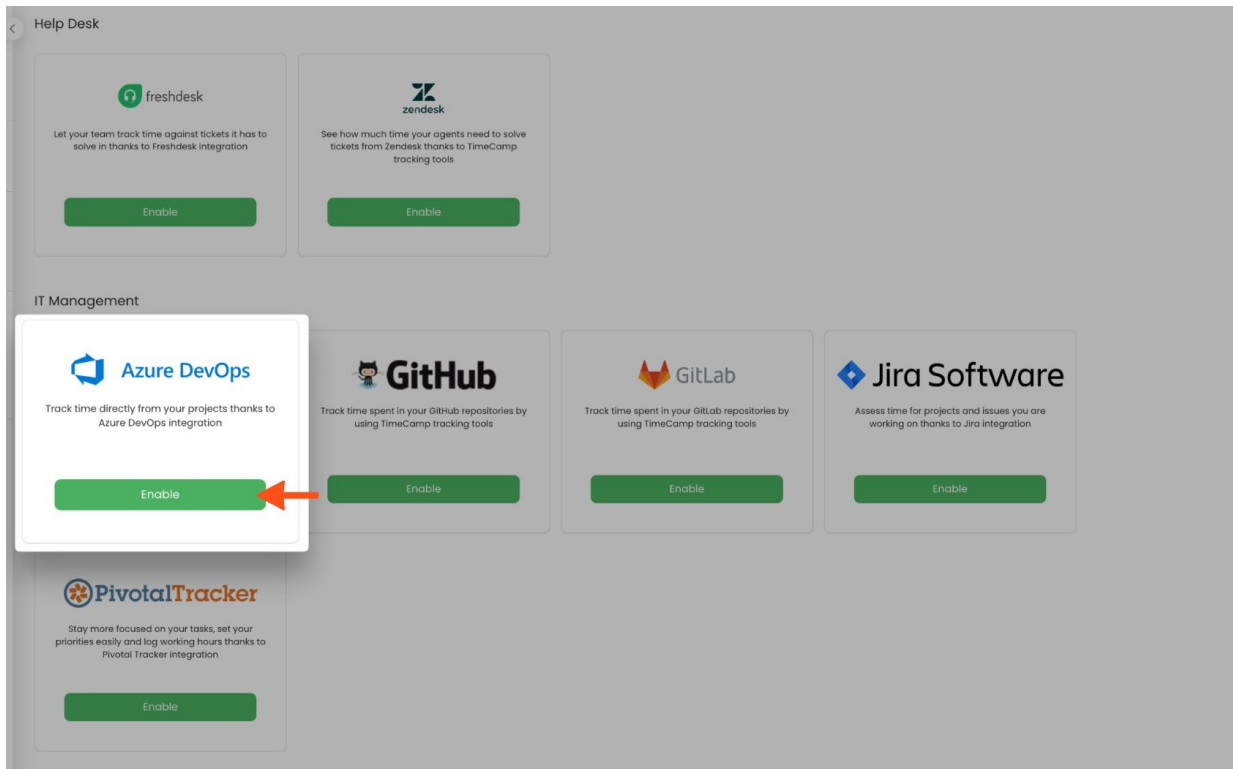 Help Desk
freshdesk
Let your team track time against tickets it has to
solve in thanks to Freshdesk integration
Enable
zendesk
See how much time your agents need to solve
tickets from Zendesk thanks to TimeCamp
tracking tools
Enable
IT Management
Azure DevOps
Track time directly from your projects thanks to
Azure DevOps integration
Enable
GitHub
Track time spent in your GitHub repositories by
using TimeCamp tracking tools
Enable
GitLab
Track time spent in your GitLab repositories by
using TimeCamp tracking tools
Enable
Jira Software
Assess time for projects and issues you are
working on thanks to Jira integration
Enable
PivotalTracker
Stay more focused on your tasks, set your
priorities easily and log working hours thanks to
Pivotal Tracker integration
Enable